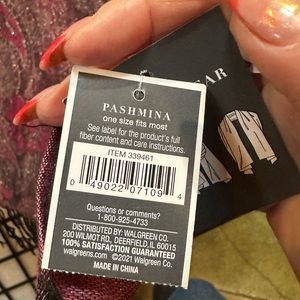 PASHMINA
one size fits most
See label for the product's full
fiber content and care instructions.
ITEM 339461
0 49022 07109 4
Questions or comments?
1-800-925-4733
DISTRIBUTED BY: WALGREEN CO.
200 WILMOT RD., DEERFIELD, IL 60015
100% SATISFACTION GUARANTEED
walgreens.com ©2021 Walgreen Co.
MADE IN CHINA